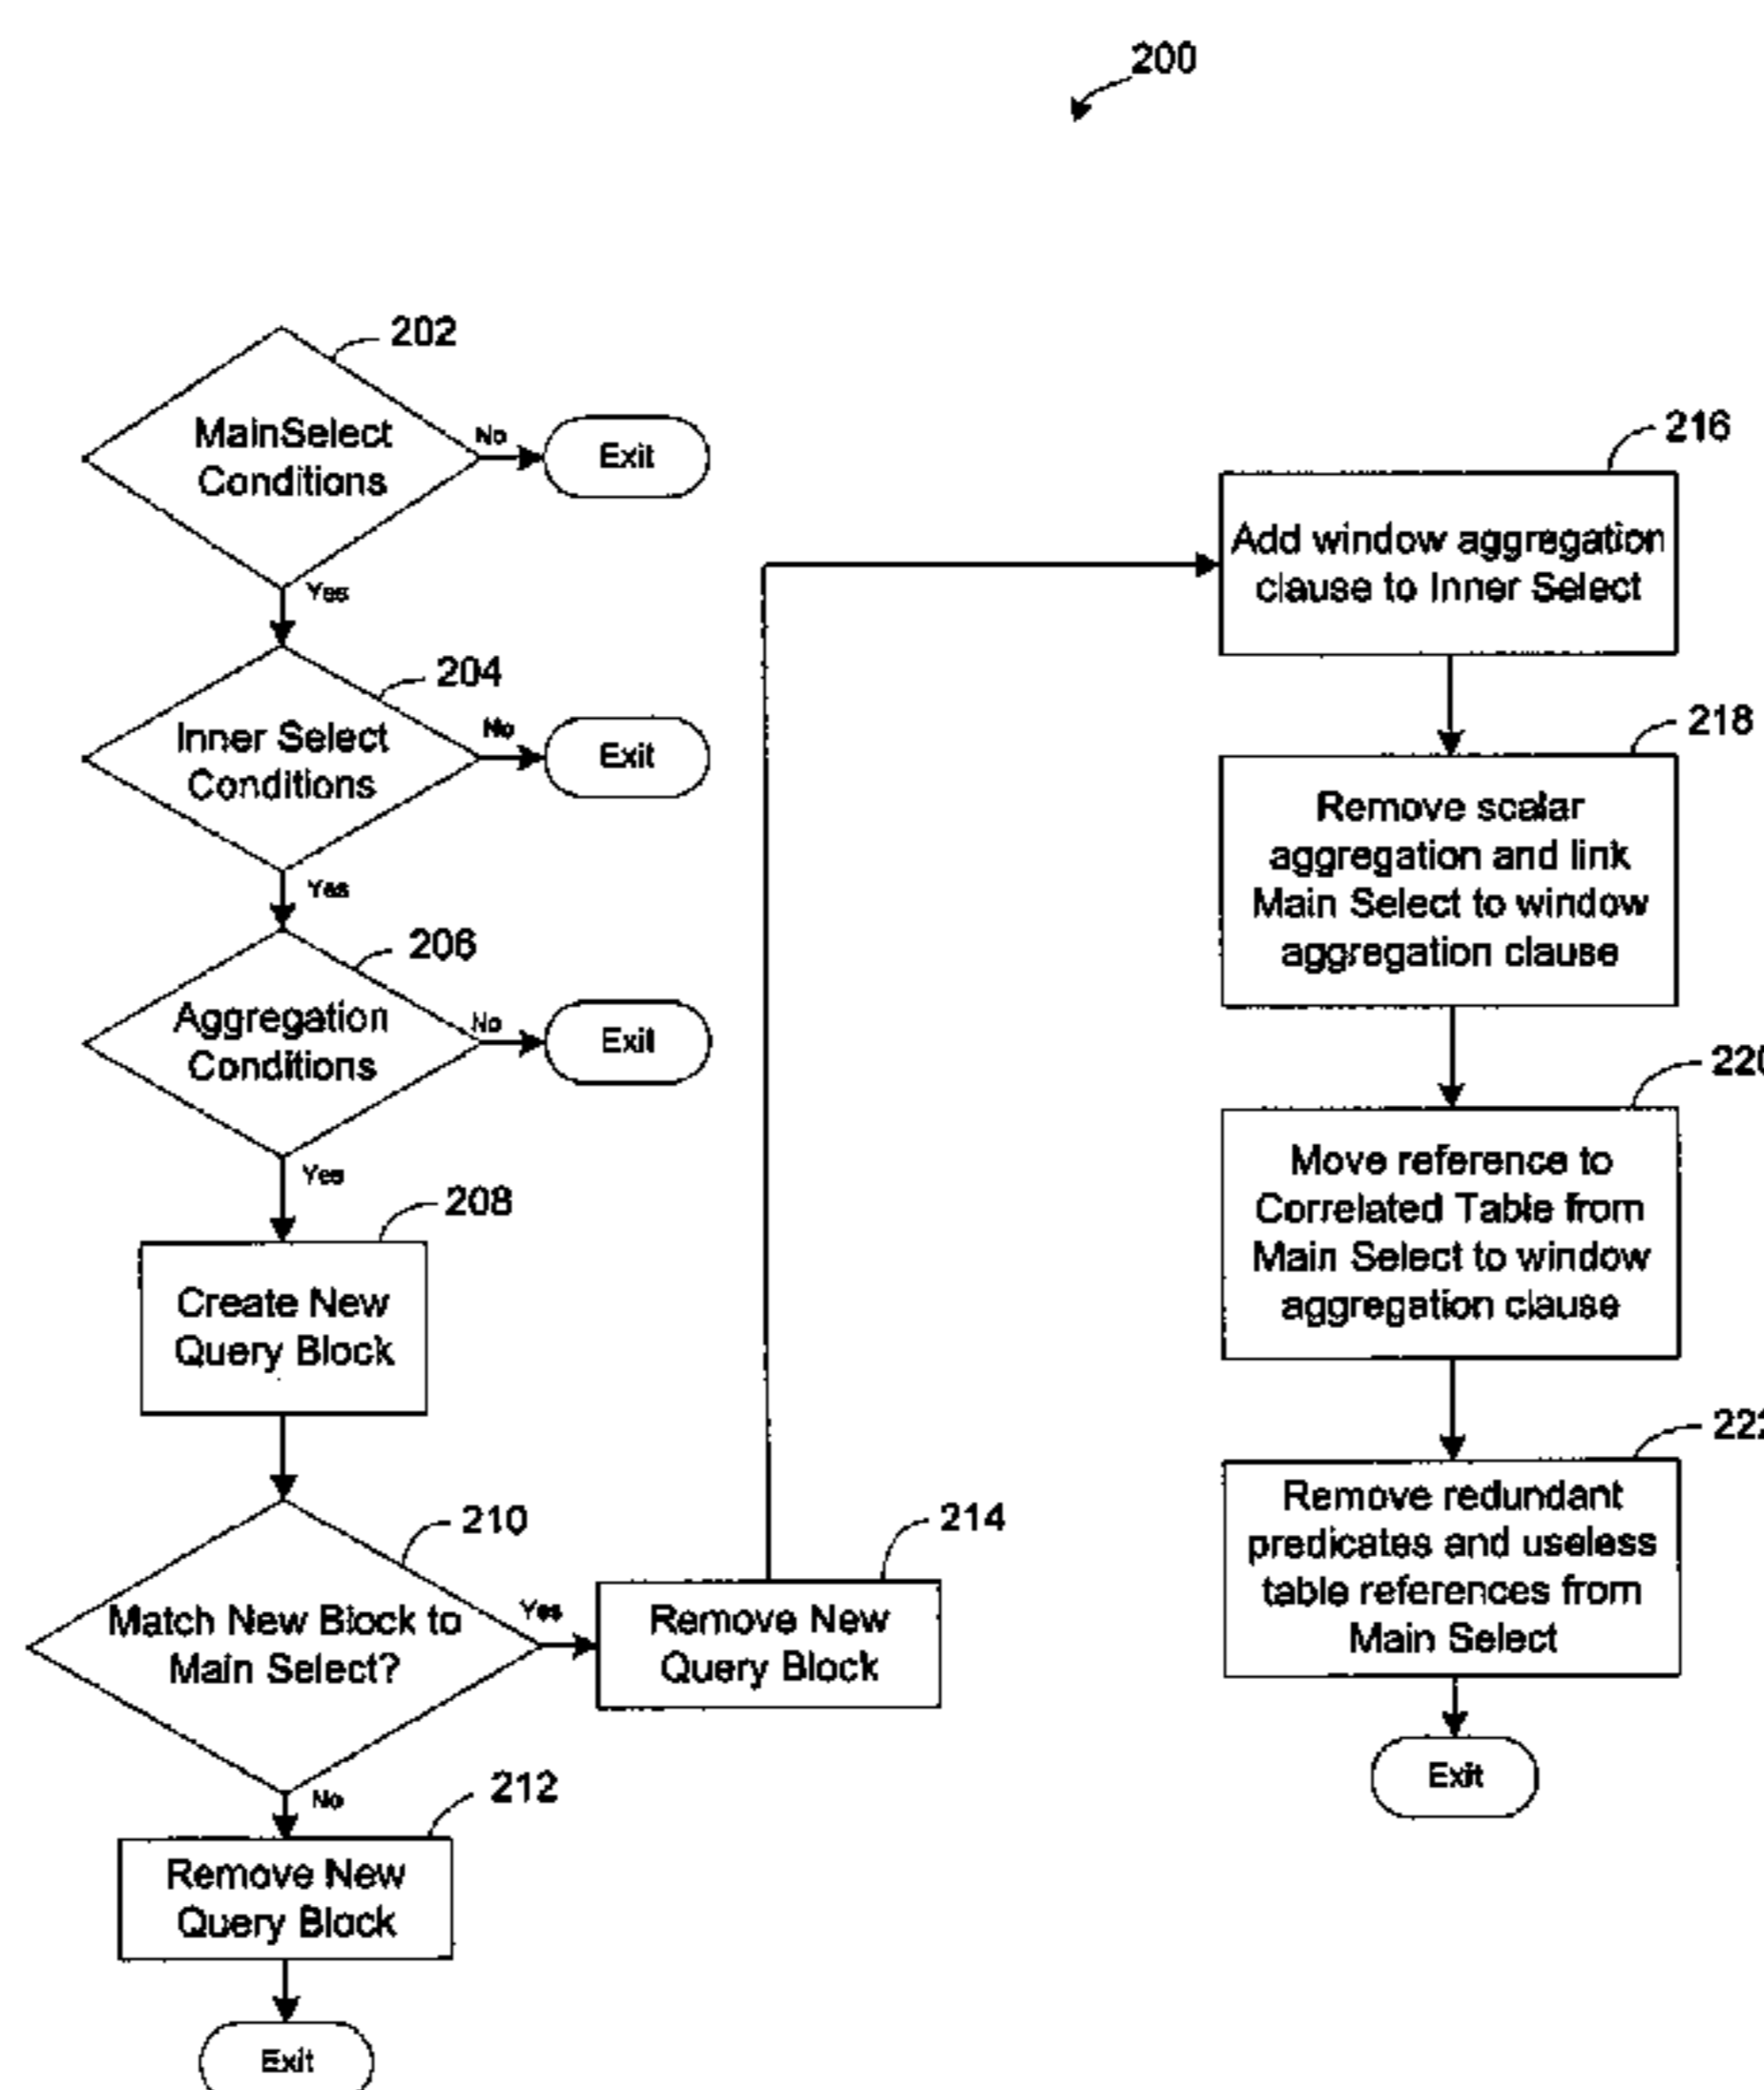 200
202
MainSelect
Conditions
No
Exit
Yes
204
Inner Select
Conditions
No
Exit
Yes
206
Aggregation
Conditions
No
Exit
Yes
208
Create New
Query Block
210
Match New Block to
Main Select?
Yes
214
Remove New
Query Block
No
212
Remove New
Query Block
Exit
216
Add window aggregation
clause to Inner Select
218
Remove scalar
aggregation and link
Main Select to window
aggregation clause
220
Move reference to
Correlated Table from
Main Select to window
aggregation clause
222
Remove redundant
predicates and useless
table references from
Main Select
Exit